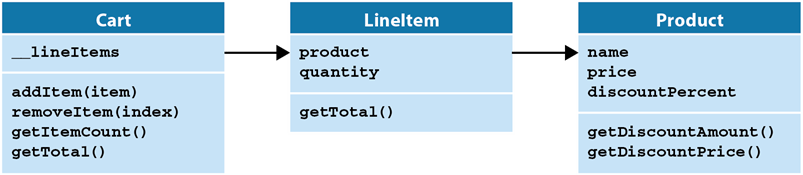 Cart
__lineItems
addItem(item)
removeItem(index)
getItemCount()
getTotal()
LineItem
product
quantity
getTotal()
Product
name
price
discountPercent
getDiscountAmount()
getDiscountPrice()